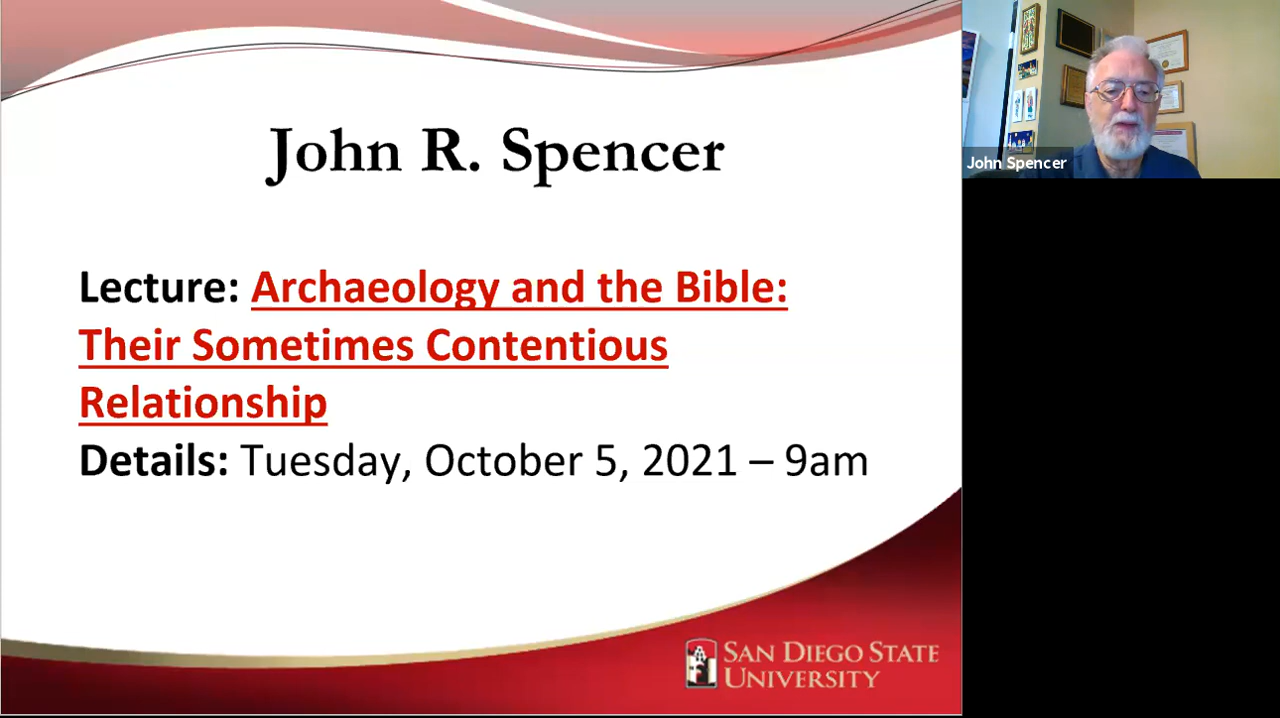 John R. Spencer
Lecture: Archaeology and the Bible:
Their Sometimes Contentious
Relationship
Details: Tuesday, October 5, 2021 – 9am
SAN DIEGO STATE
UNIVERSITY
John Spencer